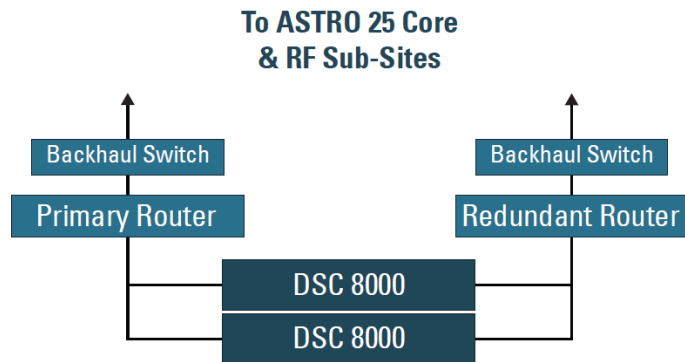 To ASTRO 25 Core
& RF Sub-Sites
Backhaul Switch
Backhaul Switch
Primary Router
Redundant Router
DSC 8000
DSC 8000